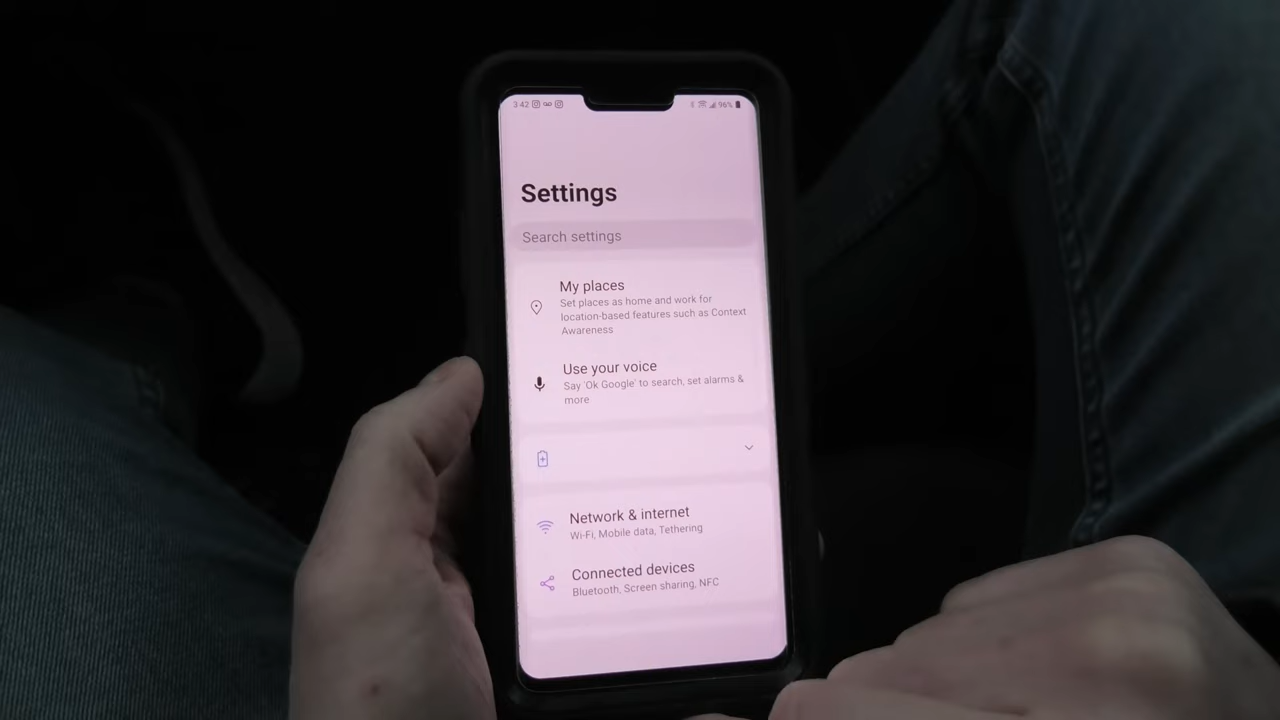 3:42 96%
Settings
Search settings
My places
Set places as home and work for
location-based features such as Context
Awareness
Use your voice
Say 'Ok Google' to search, set alarms &
more
Network & internet
Wi-Fi, Mobile data, Tethering
Connected devices
Bluetooth, Screen sharing, NFC